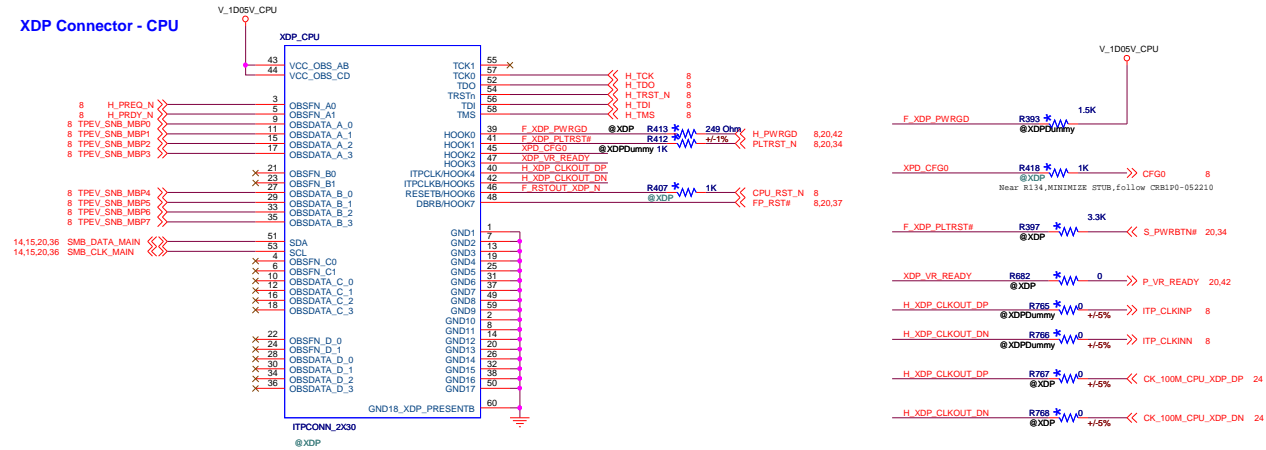 XDP Connector - CPU
V_1D05V_CPU
XDP_CPU
43 VCC_OBS_AB
44 VCC_OBS_CD
8 H_PREQ_N 3 OBSFN_A0
8 H_PRDY_N 5 OBSFN_A1
8 TPEV_SNB_MBP0 9 OBSDATA_A_0
8 TPEV_SNB_MBP1 11 OBSDATA_A_1
8 TPEV_SNB_MBP2 15 OBSDATA_A_2
8 TPEV_SNB_MBP3 17 OBSDATA_A_3
21 OBSFN_B0
23 OBSFN_B1
8 TPEV_SNB_MBP4 27 OBSDATA_B_0
8 TPEV_SNB_MBP5 29 OBSDATA_B_1
8 TPEV_SNB_MBP6 33 OBSDATA_B_2
8 TPEV_SNB_MBP7 35 OBSDATA_B_3
14,15,20,36 SMB_DATA_MAIN 51 SDA
14,15,20,36 SMB_CLK_MAIN 53 SCL
4 OBSFN_C0
6 OBSFN_C1
10 OBSDATA_C_0
12 OBSDATA_C_1
16 OBSDATA_C_2
18 OBSDATA_C_3
22 OBSFN_D_0
24 OBSFN_D_1
28 OBSDATA_D_0
30 OBSDATA_D_1
34 OBSDATA_D_2
36 OBSDATA_D_3
TCK1 55
TCK0 57 H_TCK 8
TDO 52 H_TDO 8
TRSTn 54 H_TRST_N 8
TDI 56 H_TDI 8
TMS 58 H_TMS 8
HOOK0 39 F_XDP_PWRGD @XDP R413 * 249 Ohm H_PWRGD 8,20,42
HOOK1 41 F_XDP_PLTRST# R412 * +/-1% PLTRST_N 8,20,34
HOOK2 45 XPD_CFG0 @XDPDummy 1K
HOOK3 47 XDP_VR_READY
ITPCLK/HOOK4 40 H_XDP_CLKOUT_DP
ITPCLKB/HOOK5 42 H_XDP_CLKOUT_DN
RESETB/HOOK6 46 F_RSTOUT_XDP_N R407 * 1K CPU_RST_N 8
DBRB/HOOK7 48 @XDP FP_RST# 8,20,37
GND1 1
GND2 7
GND3 13
GND4 19
GND5 25
GND6 31
GND7 37
GND8 49
GND9 59
GND10 2
GND11 8
GND12 14
GND13 20
GND14 26
GND15 32
GND16 38
GND17 50
GND18_XDP_PRESENTB 60
ITPCONN_2X30
@XDP
V_1D05V_CPU
F_XDP_PWRGD R393 * 1.5K
@XDPDummy
XPD_CFG0 R418 * 1K CFG0 8
@XDP
Near R134,MINIMIZE STUB,follow CRB1P0-052210
F_XDP_PLTRST# R397 * 3.3K S_PWRBTN# 20,34
@XDP
XDP_VR_READY R682 * 0 P_VR_READY 20,42
@XDP
H_XDP_CLKOUT_DP R765 * 0 ITP_CLKINP 8
@XDPDummy +/-5%
H_XDP_CLKOUT_DN R766 * 0 ITP_CLKINN 8
@XDPDummy +/-5%
H_XDP_CLKOUT_DP R767 * 0 CK_100M_CPU_XDP_DP 24
@XDP +/-5%
H_XDP_CLKOUT_DN R768 * 0 CK_100M_CPU_XDP_DN 24
@XDP +/-5%